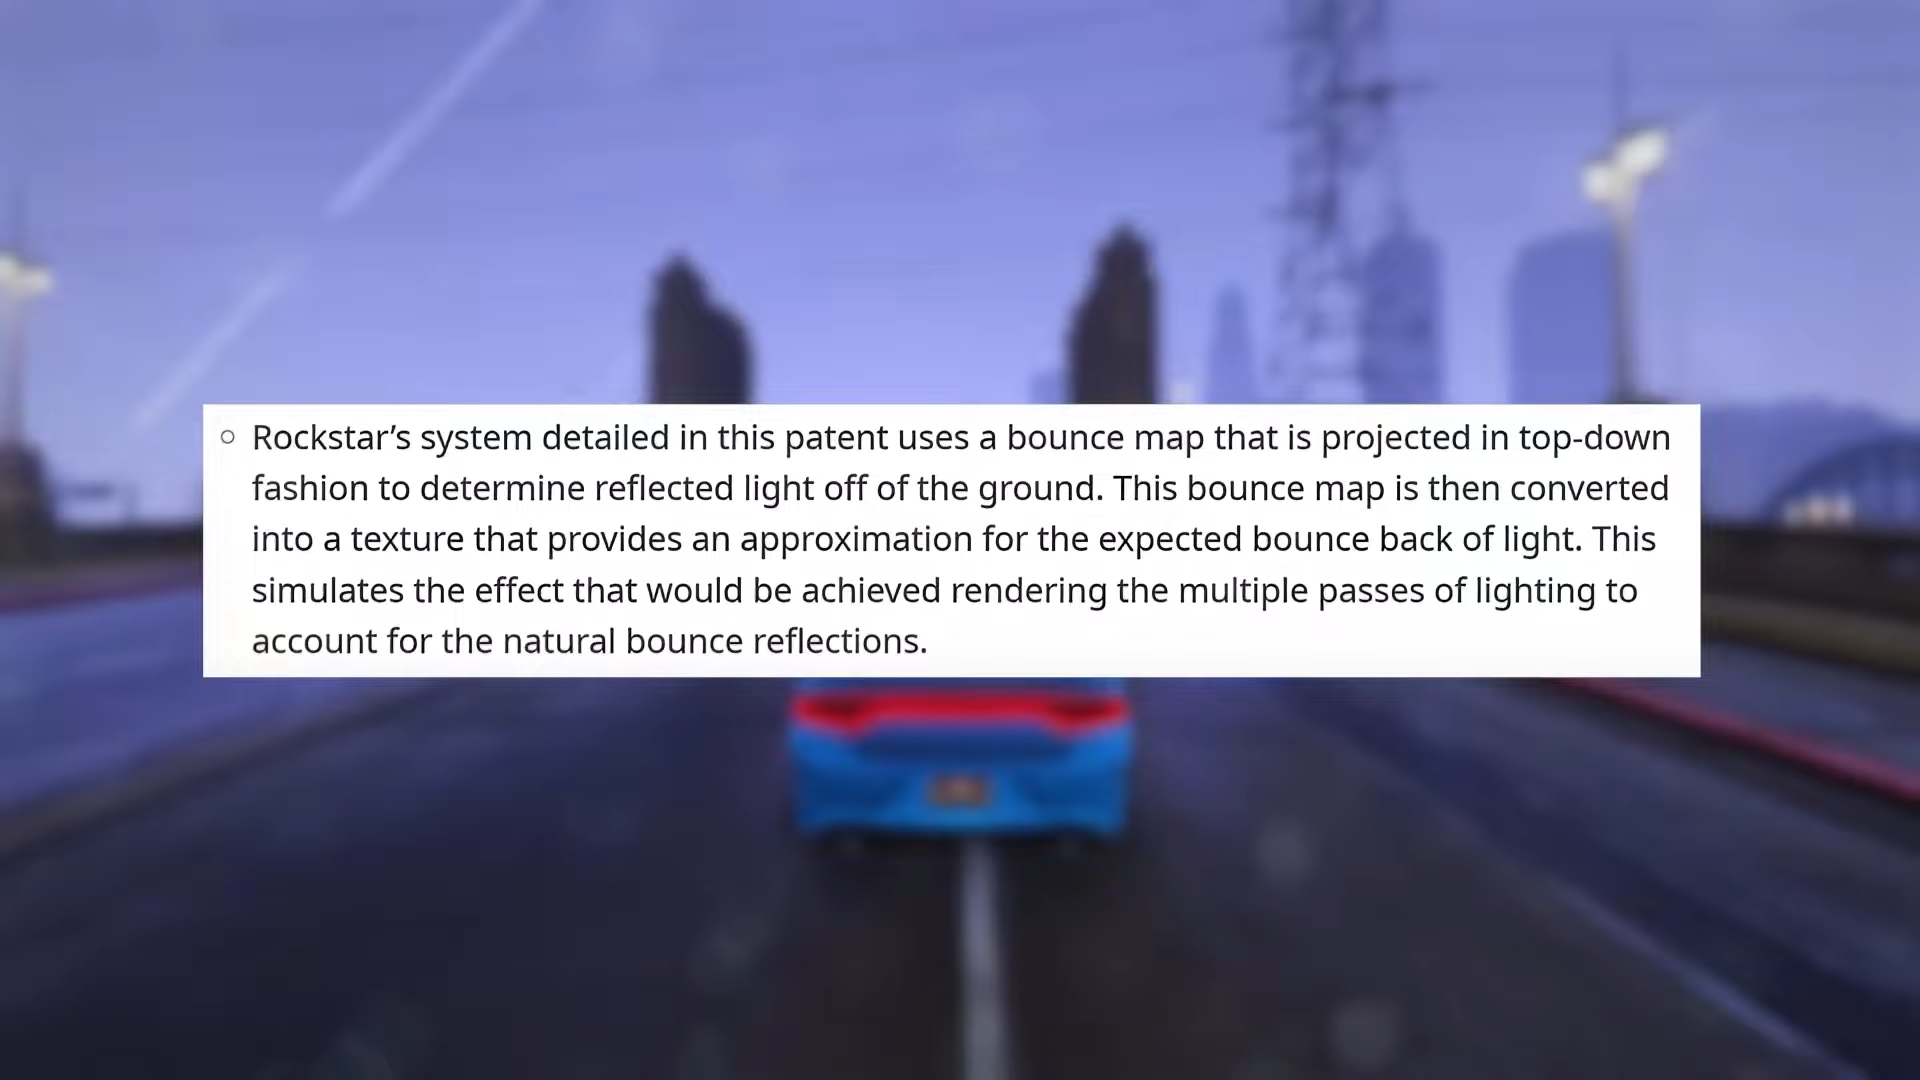 Rockstar’s system detailed in this patent uses a bounce map that is projected in top-down
fashion to determine reflected light off of the ground. This bounce map is then converted
into a texture that provides an approximation for the expected bounce back of light. This
simulates the effect that would be achieved rendering the multiple passes of lighting to
account for the natural bounce reflections.